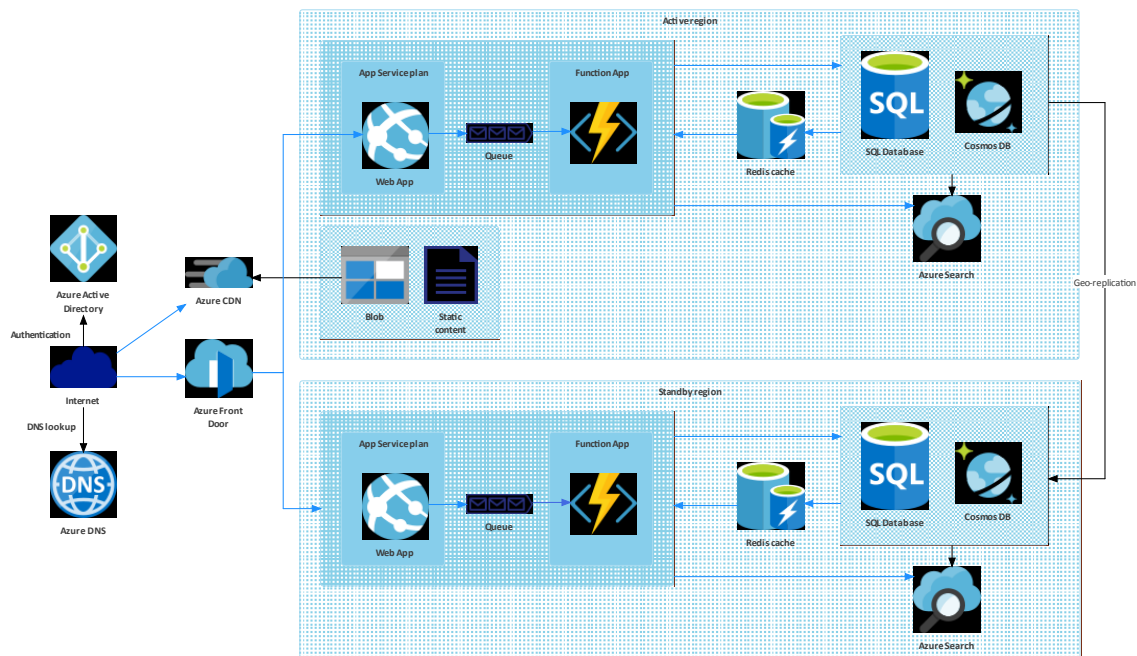 Active region
App Service plan
Function App
SQL
SQL Database
Cosmos DB
Queue
Web App
Redis cache
Azure Search
Azure Active
Directory
Azure CDN
Blob
Static
content
Geo-replication
Authentication
Internet
Azure Front
Door
DNS lookup
DNS
Azure DNS
Standby region
App Service plan
Function App
SQL
SQL Database
Cosmos DB
Queue
Web App
Redis cache
Azure Search